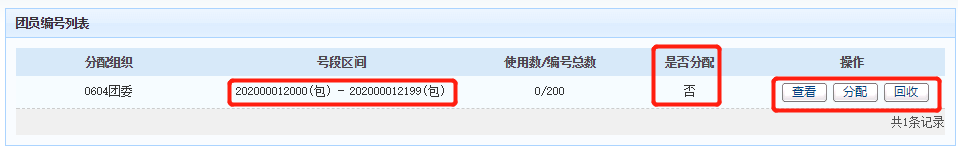 团员编号列表
分配组织 号段区间 使用数/编号总数 是否分配 操作
0604团委 202000012000(包) - 202000012199(包) 0/200 否 查看 分配 回收
共1条记录